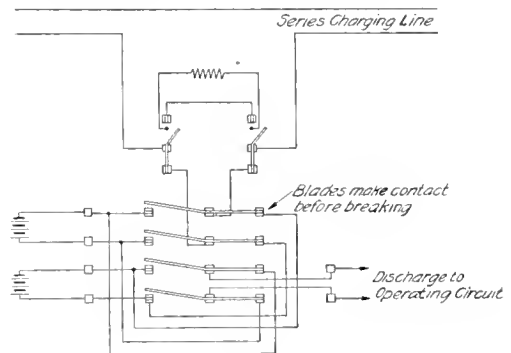 Series Charging Line
Blades make contact
before breaking
Discharge to
Operating Circuit